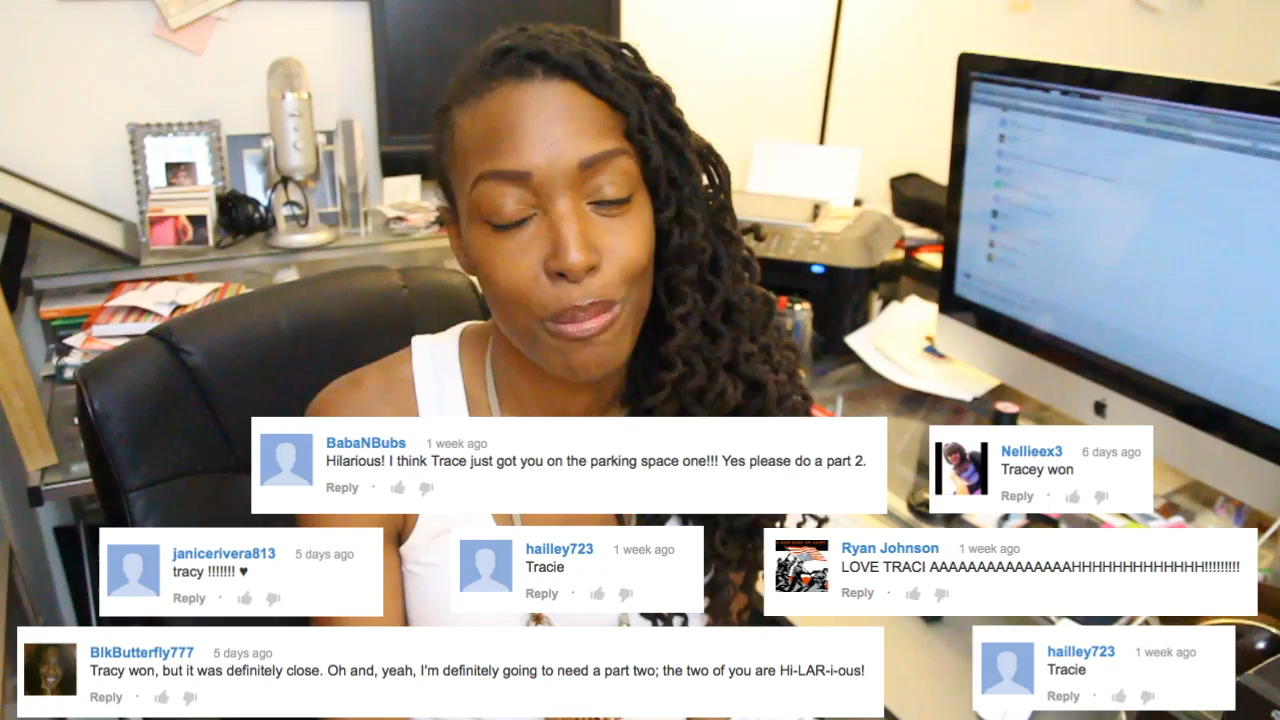 BabaNBubs 1 week ago
Hilarious! I think Trace just got you on the parking space one!!! Yes please do a part 2.
Reply ·
Nellieex3 6 days ago
Tracey won
Reply ·
janicerivera813 5 days ago
tracy !!!!!!! ♥
Reply ·
hailley723 1 week ago
Tracie
Reply ·
Ryan Johnson 1 week ago
LOVE TRACI AAAAAAAAAAAAAAAHHHHHHHHHHHHH!!!!!!!!!
Reply ·
BlkButterfly777 5 days ago
Tracy won, but it was definitely close. Oh and, yeah, I'm definitely going to need a part two; the two of you are Hi-LAR-i-ous!
Reply ·
hailley723 1 week ago
Tracie
Reply ·